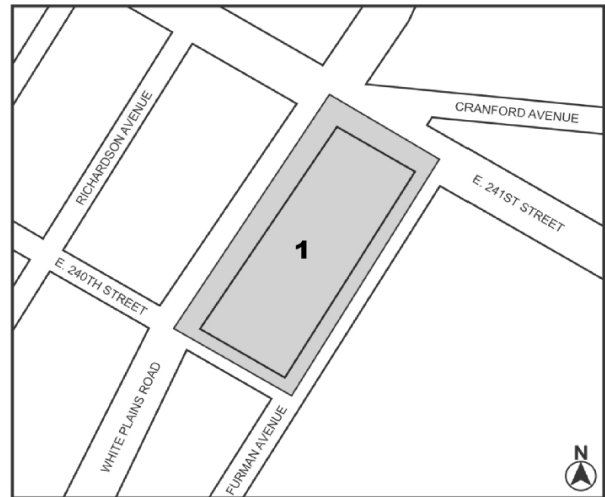 CRANFORD AVENUE
RICHARDSON AVENUE
E. 241ST STREET
1
E. 240TH STREET
WHITE PLAINS ROAD
FURMAN AVENUE
N